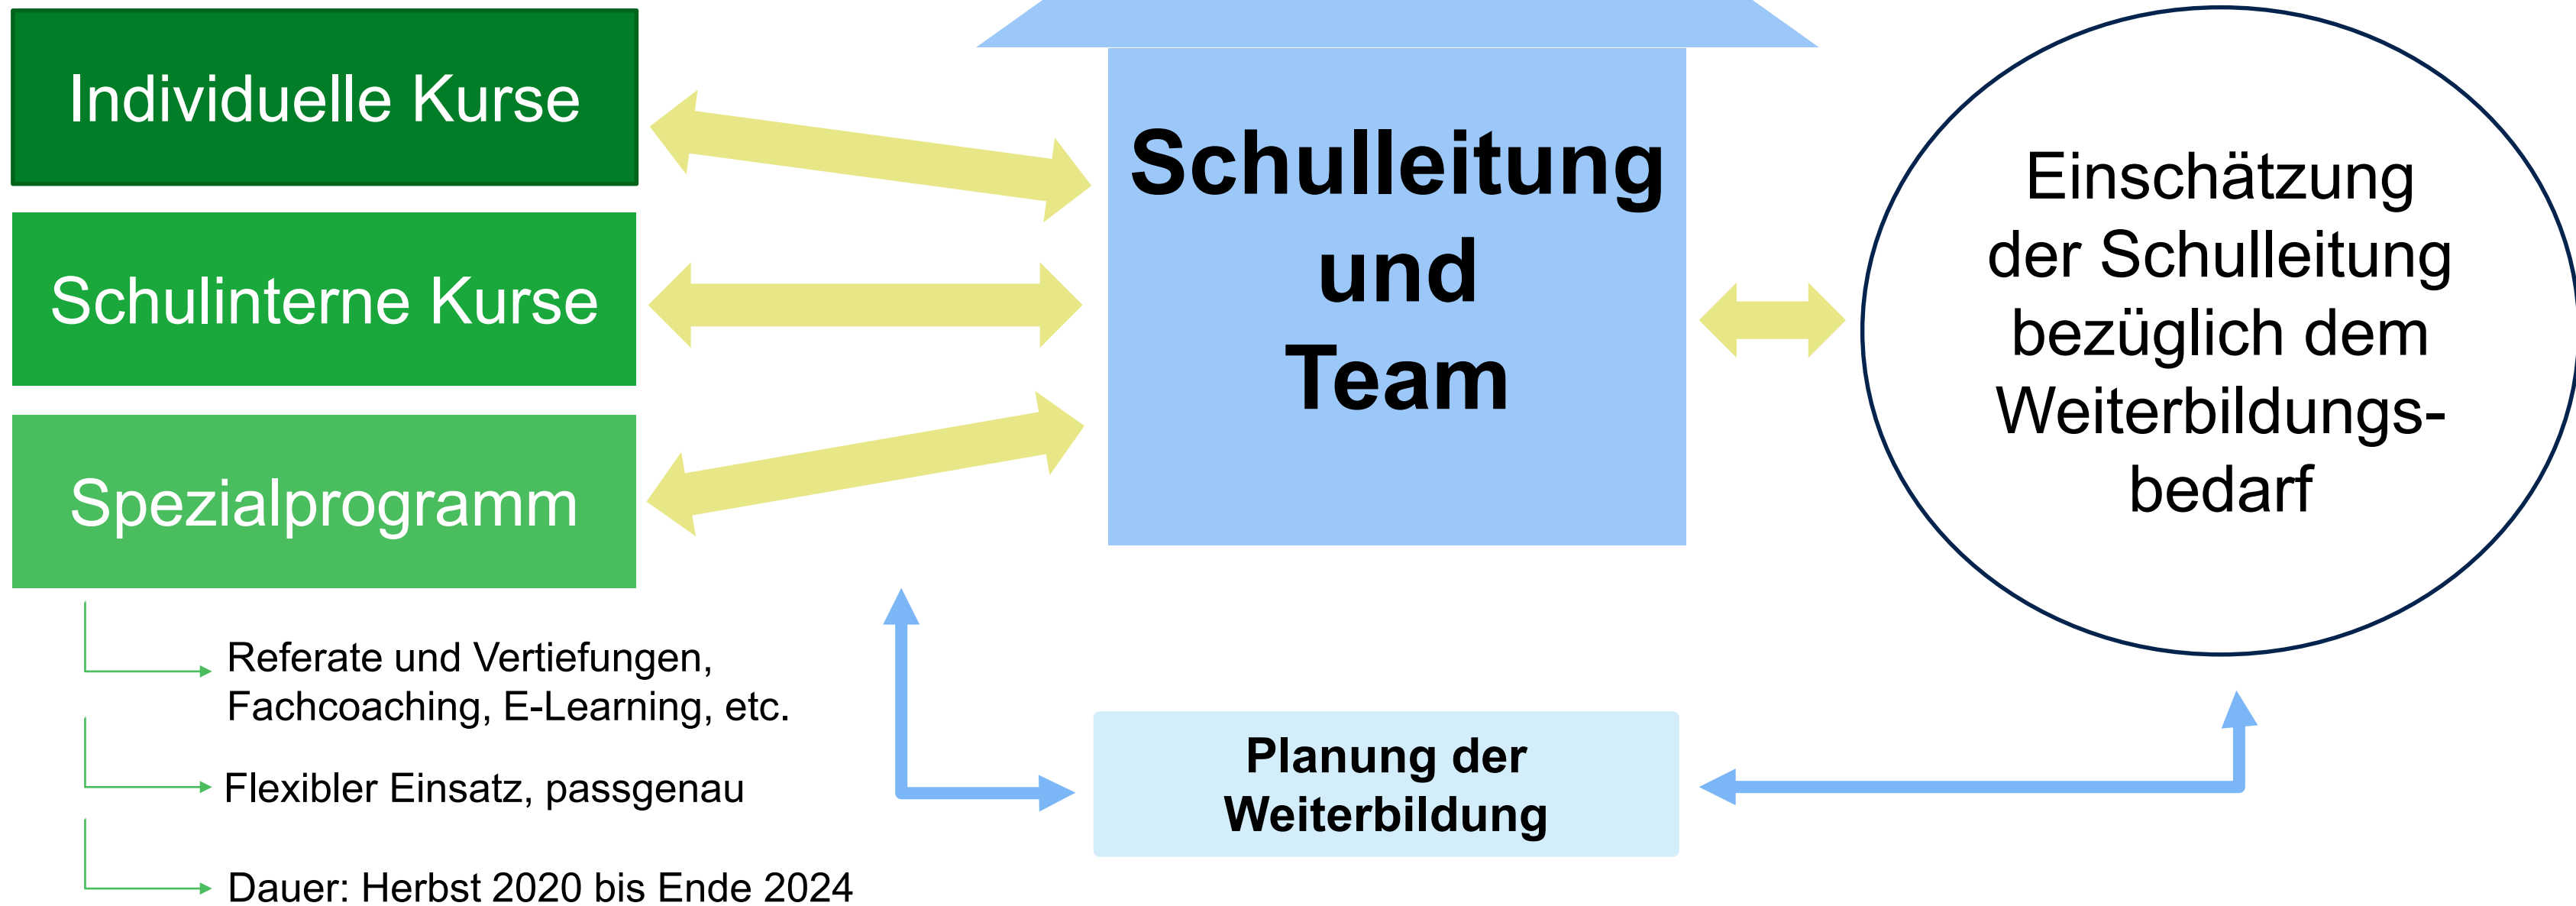 Individuelle Kurse
Schulinterne Kurse
Spezialprogramm
Referate und Vertiefungen,
Fachcoaching, E-Learning, etc.
Flexibler Einsatz, passgenau
Dauer: Herbst 2020 bis Ende 2024
Schulleitung
und
Team
Planung der
Weiterbildung
Einschätzung
der Schulleitung
bezüglich dem
Weiterbildungs-
bedarf